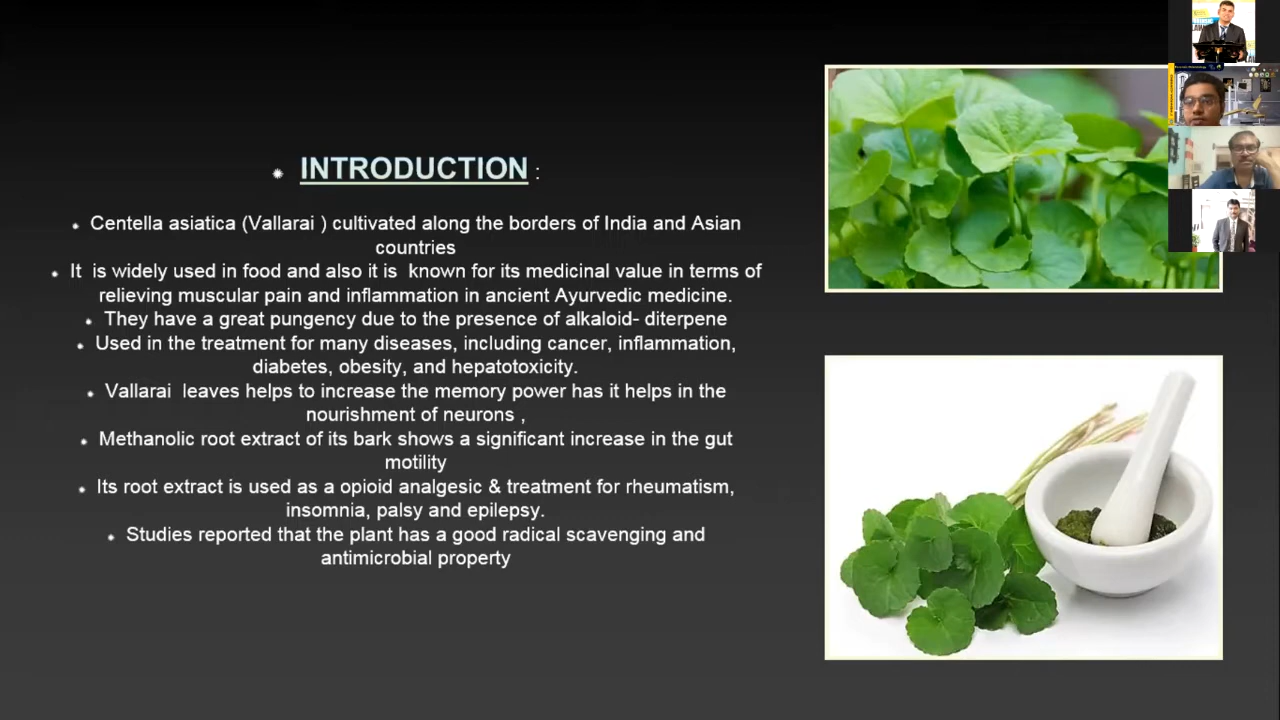 INTRODUCTION :
Centella asiatica (Vallarai ) cultivated along the borders of India and Asian
countries
It is widely used in food and also it is known for its medicinal value in terms of
relieving muscular pain and inflammation in ancient Ayurvedic medicine.
They have a great pungency due to the presence of alkaloid- diterpene
Used in the treatment for many diseases, including cancer, inflammation,
diabetes, obesity, and hepatotoxicity.
Vallarai leaves helps to increase the memory power has it helps in the
nourishment of neurons ,
Methanolic root extract of its bark shows a significant increase in the gut
motility
Its root extract is used as a opioid analgesic & treatment for rheumatism,
insomnia, palsy and epilepsy.
Studies reported that the plant has a good radical scavenging and
antimicrobial property